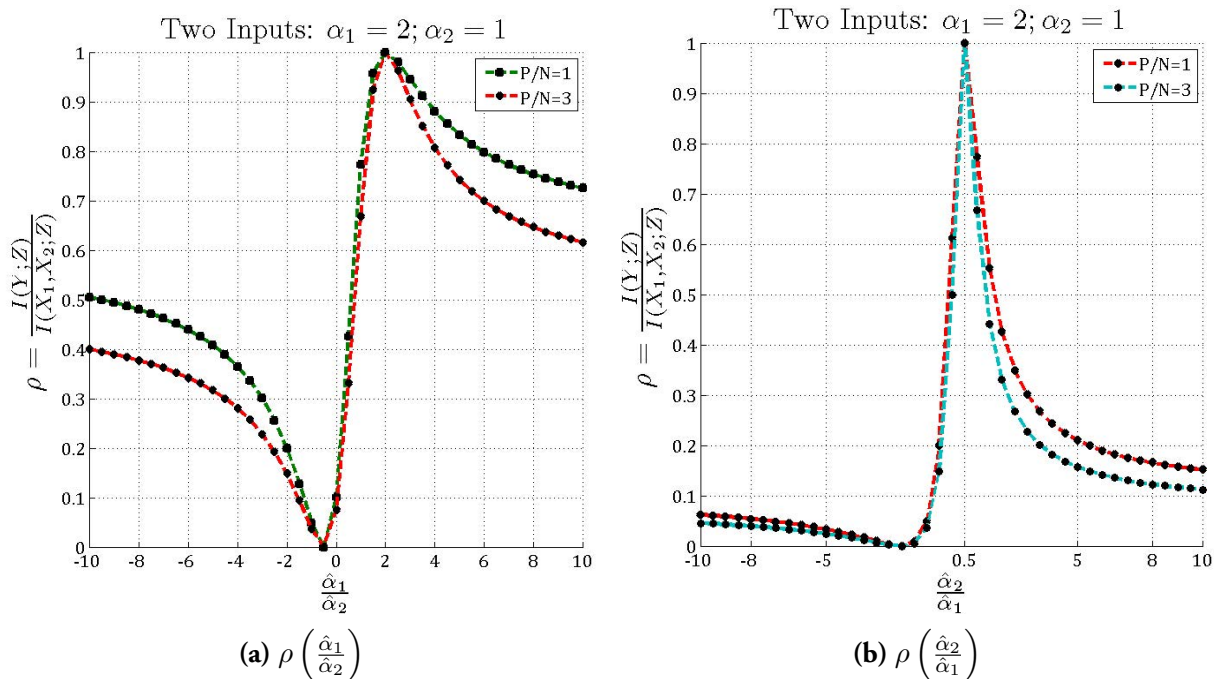 Two Inputs: α₁ = 2; α₂ = 1
P/N=1
P/N=3
1
0.9
0.8
0.7
0.6
0.5
0.4
0.3
0.2
0.1
0
ρ = I(Y;Z) / I(X₁,X₂;Z)
-10 -8 -6 -4 -2 0 2 4 6 8 10
α̂₁ / α̂₂
(a) ρ (α̂₁ / α̂₂)
Two Inputs: α₁ = 2; α₂ = 1
P/N=1
P/N=3
1
0.9
0.8
0.7
0.6
0.5
0.4
0.3
0.2
0.1
0
ρ = I(Y;Z) / I(X₁,X₂;Z)
-10 -8 -5 0.5 5 8 10
α̂₂ / α̂₁
(b) ρ (α̂₂ / α̂₁)